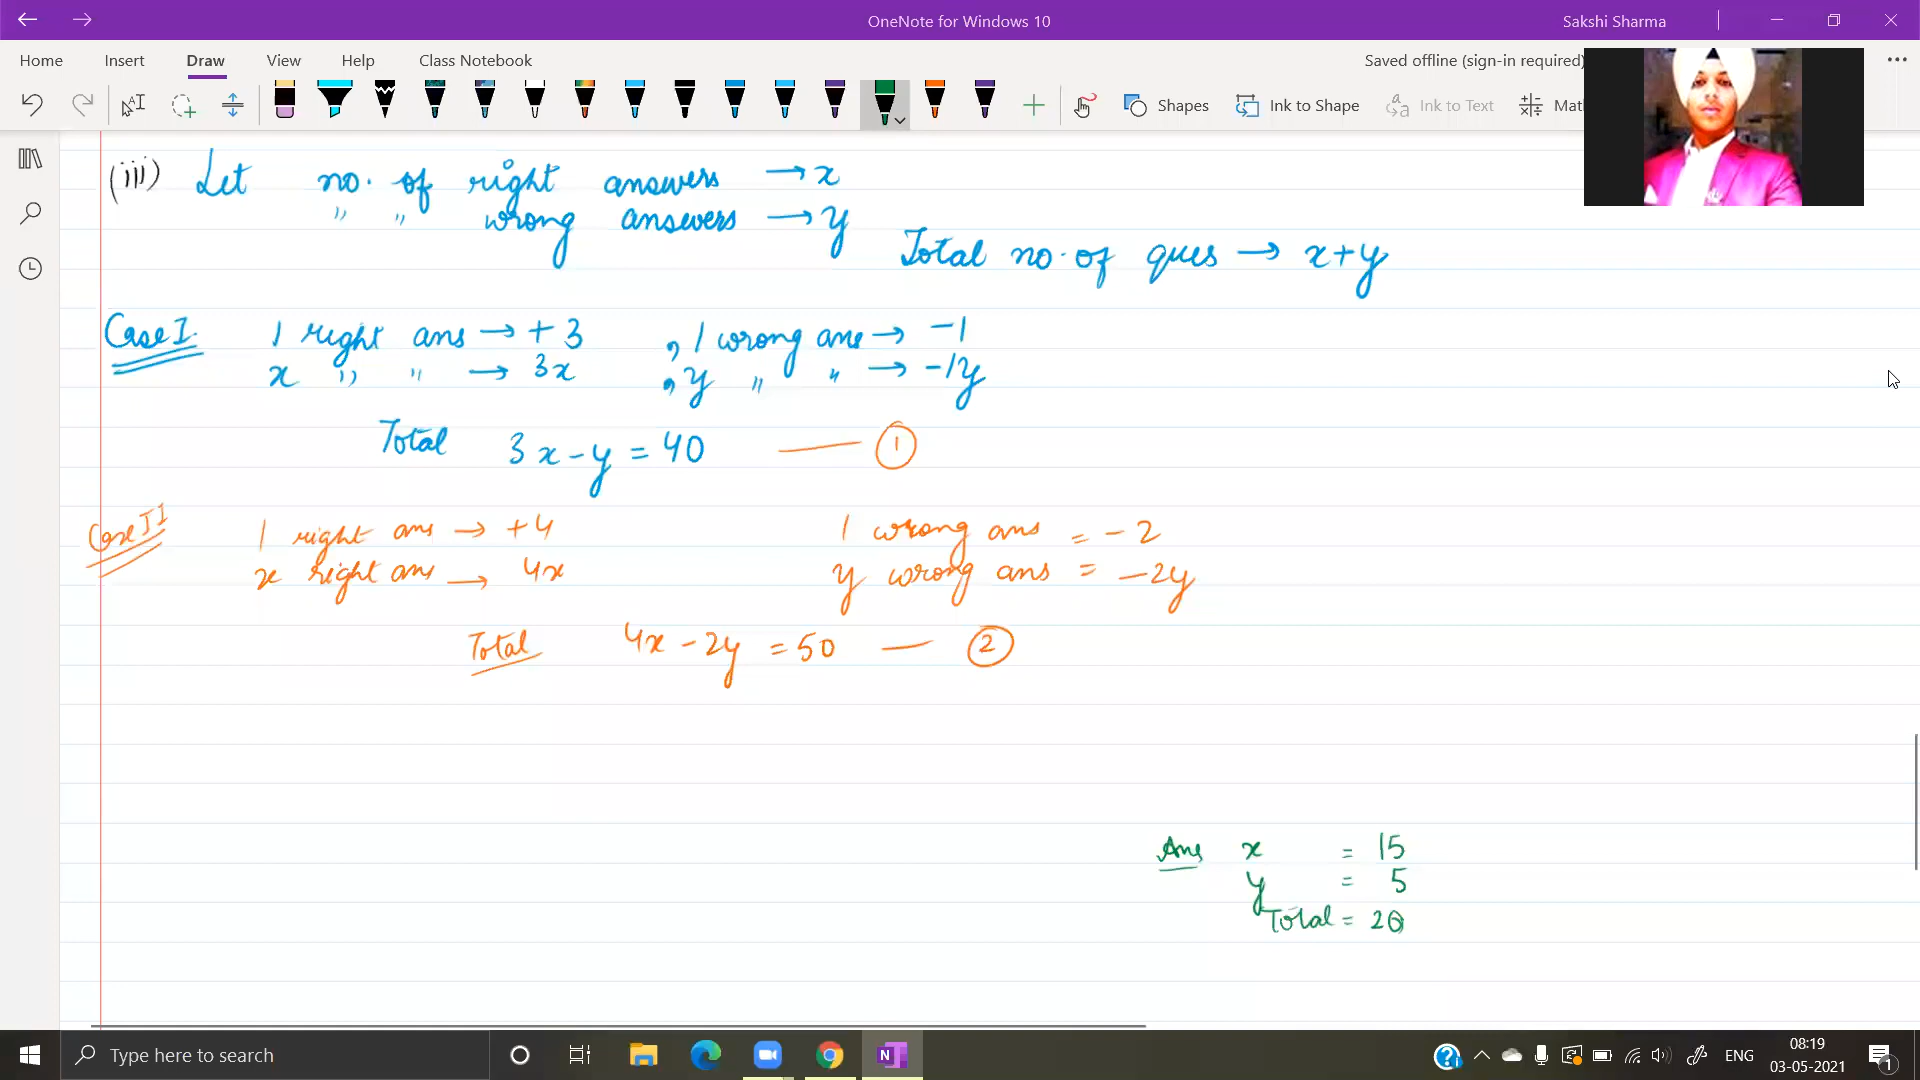 OneNote for Windows 10
Sakshi Sharma
Home Insert Draw View Help Class Notebook
Saved offline (sign-in required)
Shapes Ink to Shape Ink to Text Mat
(iii) Let no. of right answers → x
" " wrong answers → y
Total no. of ques → x+y
Case I. 1 right ans → +3 , 1 wrong ans → -1
x " " → 3x , y " " → -1y
Total 3x-y = 40 —— 1
Case II 1 right ans → +4 1 wrong ans = -2
x right ans → 4x y wrong ans = -2y
Total 4x - 2y = 50 — 2
Ans x = 15
y = 5
Total = 20
Type here to search
ENG
08:19
03-05-2021
1